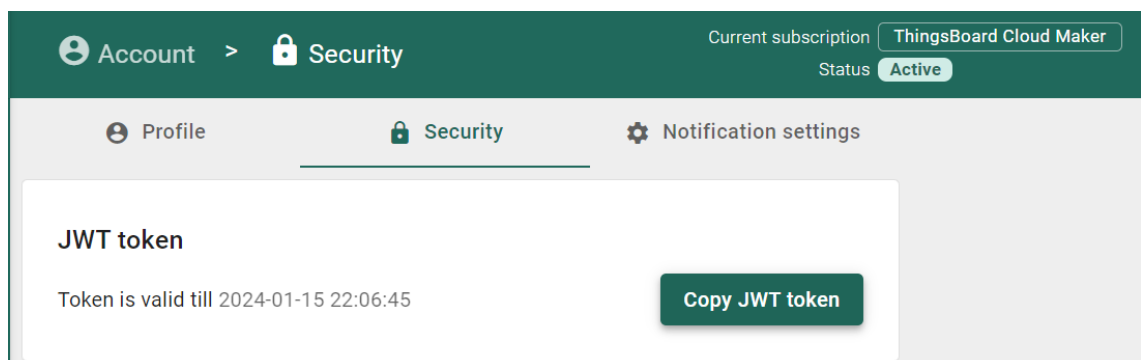 Account > Security
Current subscription ThingsBoard Cloud Maker
Status Active
Profile Security Notification settings
JWT token
Token is valid till 2024-01-15 22:06:45
Copy JWT token